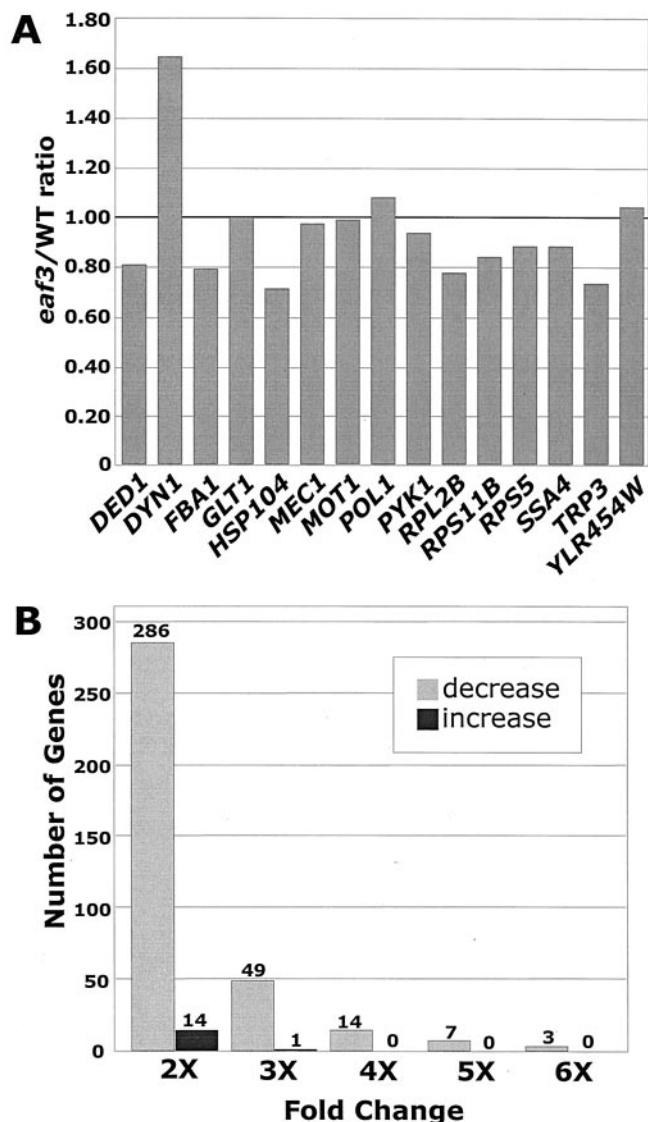 A
1.80
1.60
1.40
1.20
1.00
0.80
0.60
0.40
0.20
0
eaf3/WT ratio
DED1
DYN1
FBA1
GLT1
HSP104
MEC1
MOT1
POL1
PYK1
RPL2B
RPS11B
RPS5
SSA4
TRP3
YLR454W
B
300
250
200
150
100
50
0
Number of Genes
286
14
49
1
14
0
7
0
3
0
decrease
increase
2X 3X 4X 5X 6X
Fold Change